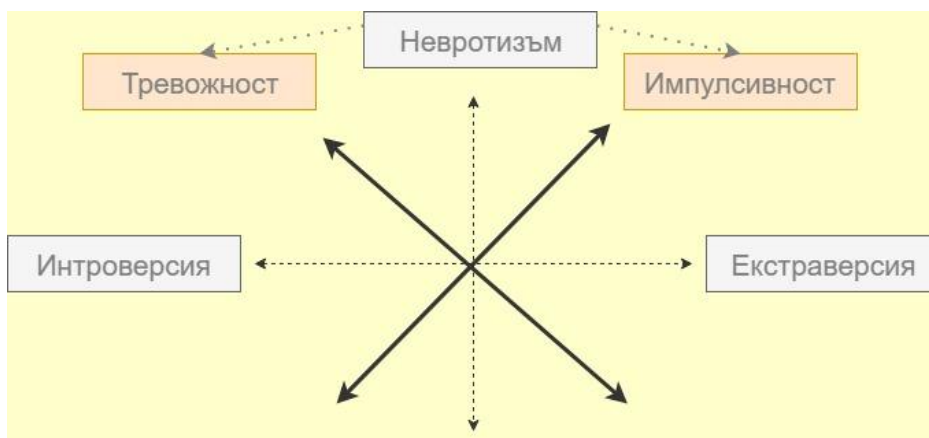 Невротизъм
Тревожност
Импулсивност
Интроверсия
Екстраверсия